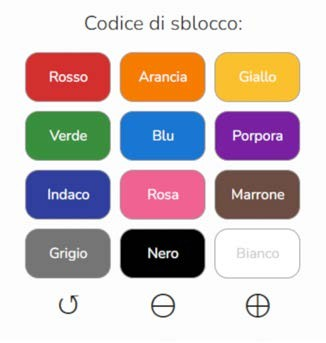 Codice di sblocco:
Rosso Arancia Giallo
Verde Blu Porpora
Indaco Rosa Marrone
Grigio Nero Bianco